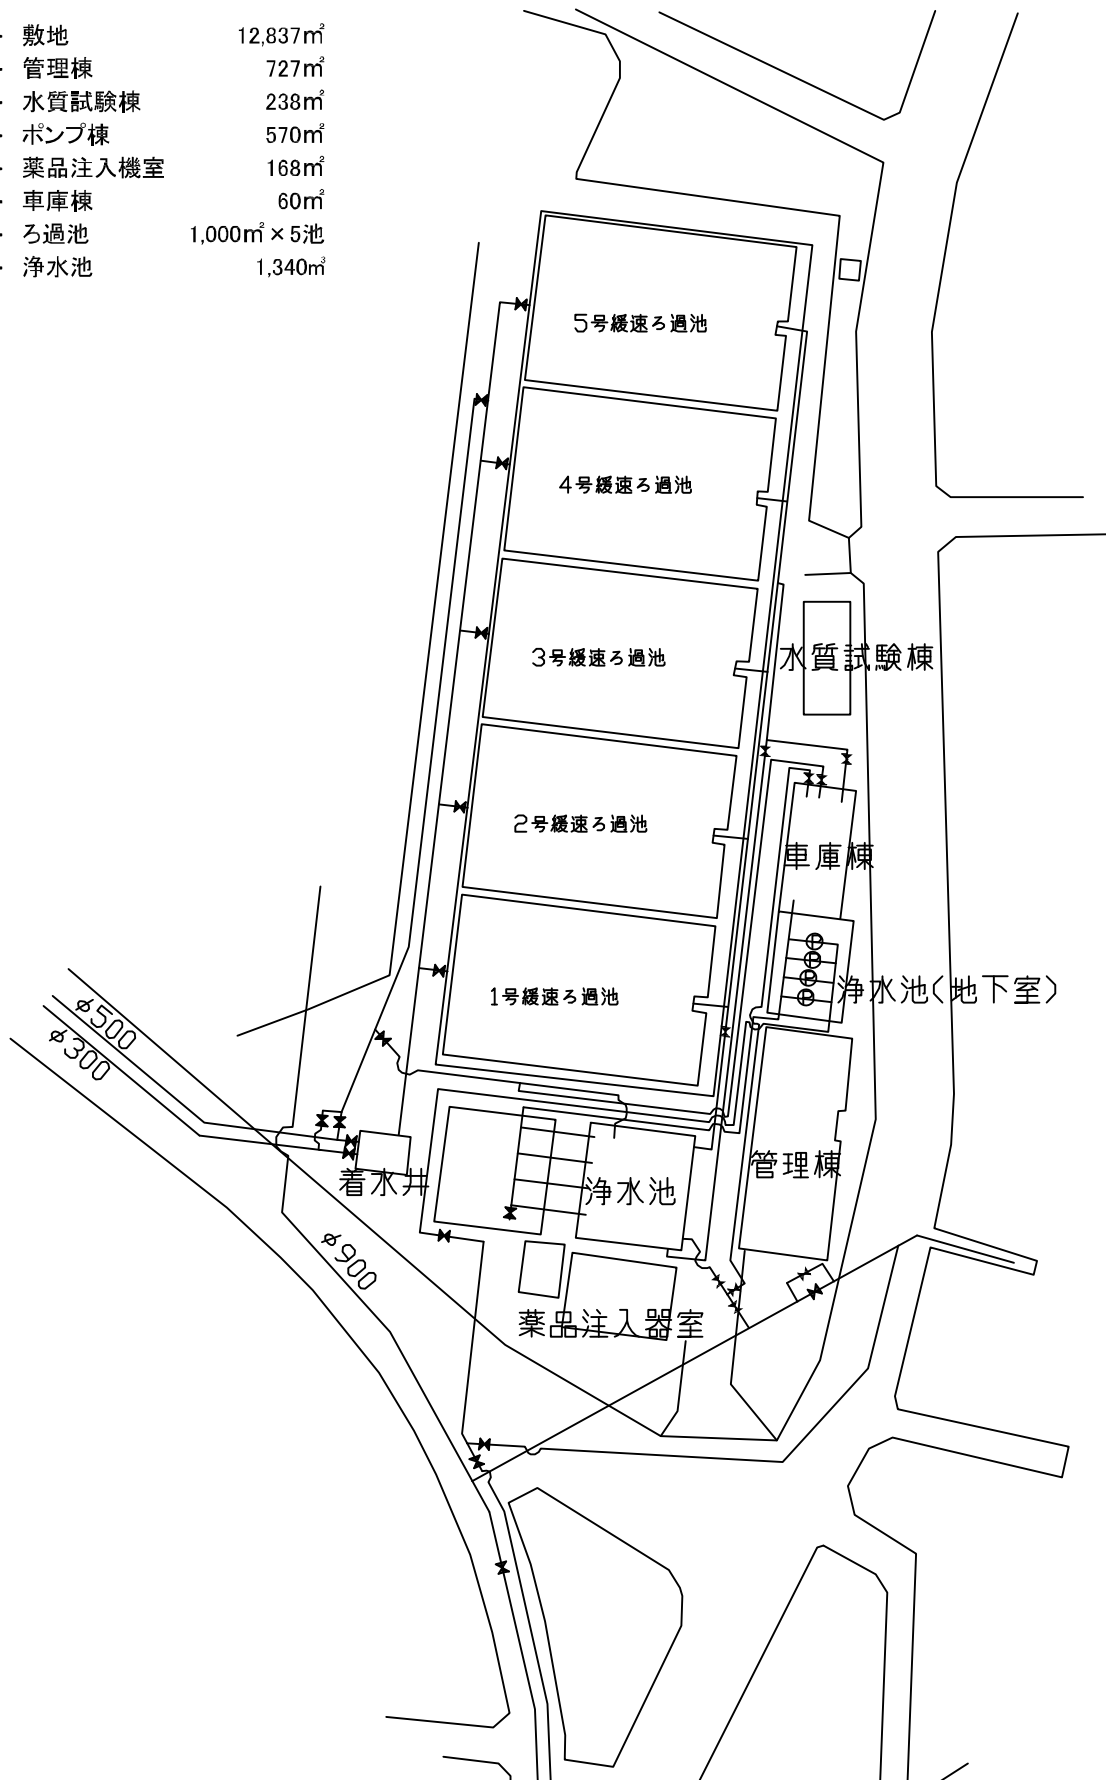 ・ 敷地 12,837㎡
・ 管理棟 727㎡
・ 水質試験棟 238㎡
・ ポンプ棟 570㎡
・ 薬品注入機室 168㎡
・ 車庫棟 60㎡
・ ろ過池 1,000㎡×5池
・ 浄水池 1,340㎥
5号緩速ろ過池
4号緩速ろ過池
3号緩速ろ過池
水質試験棟
2号緩速ろ過池
車庫棟
1号緩速ろ過池
浄水池(地下室)
P
P
P
P
φ500
φ300
着水井
浄水池
管理棟
φ900
薬品注入器室